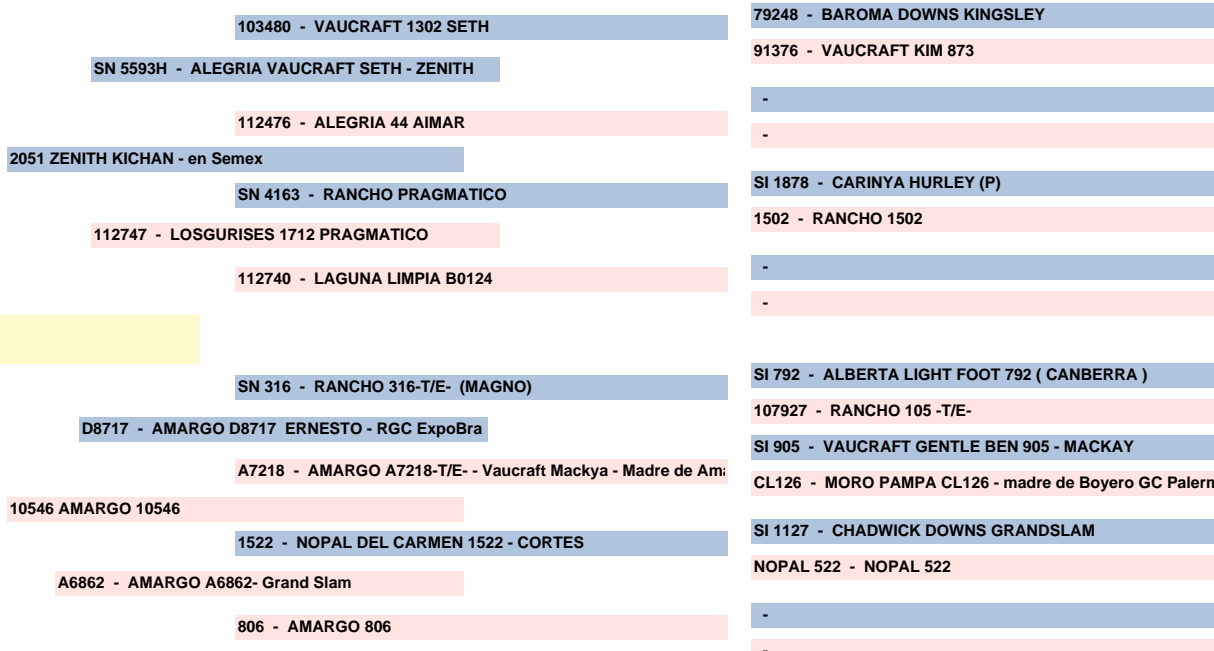 79248 - BAROMA DOWNS KINGSLEY
103480 - VAUCRAFT 1302 SETH
91376 - VAUCRAFT KIM 873
SN 5593H - ALEGRIA VAUCRAFT SETH - ZENITH
-
112476 - ALEGRIA 44 AIMAR
-
2051 ZENITH KICHAN - en Semex
SI 1878 - CARINYA HURLEY (P)
SN 4163 - RANCHO PRAGMATICO
1502 - RANCHO 1502
112747 - LOSGURISES 1712 PRAGMATICO
-
112740 - LAGUNA LIMPIA B0124
-
SI 792 - ALBERTA LIGHT FOOT 792 ( CANBERRA )
SN 316 - RANCHO 316-T/E- (MAGNO)
107927 - RANCHO 105 -T/E-
D8717 - AMARGO D8717 ERNESTO - RGC ExpoBra
SI 905 - VAUCRAFT GENTLE BEN 905 - MACKAY
A7218 - AMARGO A7218-T/E- - Vaucraft Mackya - Madre de Ama
CL126 - MORO PAMPA CL126 - madre de Boyero GC Palerm
10546 AMARGO 10546
SI 1127 - CHADWICK DOWNS GRANDSLAM
1522 - NOPAL DEL CARMEN 1522 - CORTES
NOPAL 522 - NOPAL 522
A6862 - AMARGO A6862- Grand Slam
-
806 - AMARGO 806
-